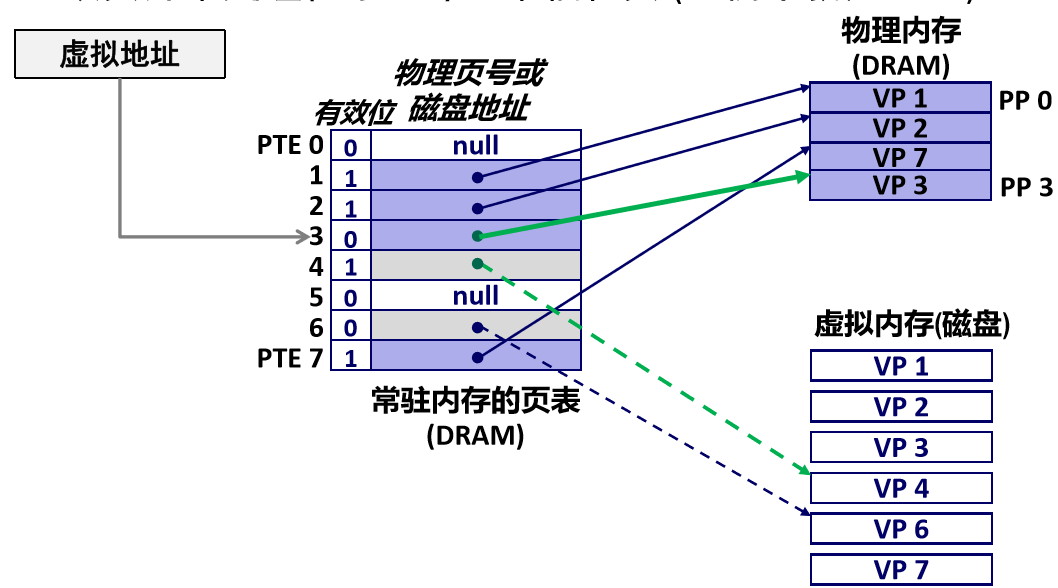 虚拟地址
物理页号或
磁盘地址
有效位
PTE 0
0
null
1
1
2
1
3
0
4
1
5
0
null
6
0
PTE 7
1
常驻内存的页表
(DRAM)
物理内存
(DRAM)
VP 1
PP 0
VP 2
VP 7
VP 3
PP 3
虚拟内存(磁盘)
VP 1
VP 2
VP 3
VP 4
VP 6
VP 7